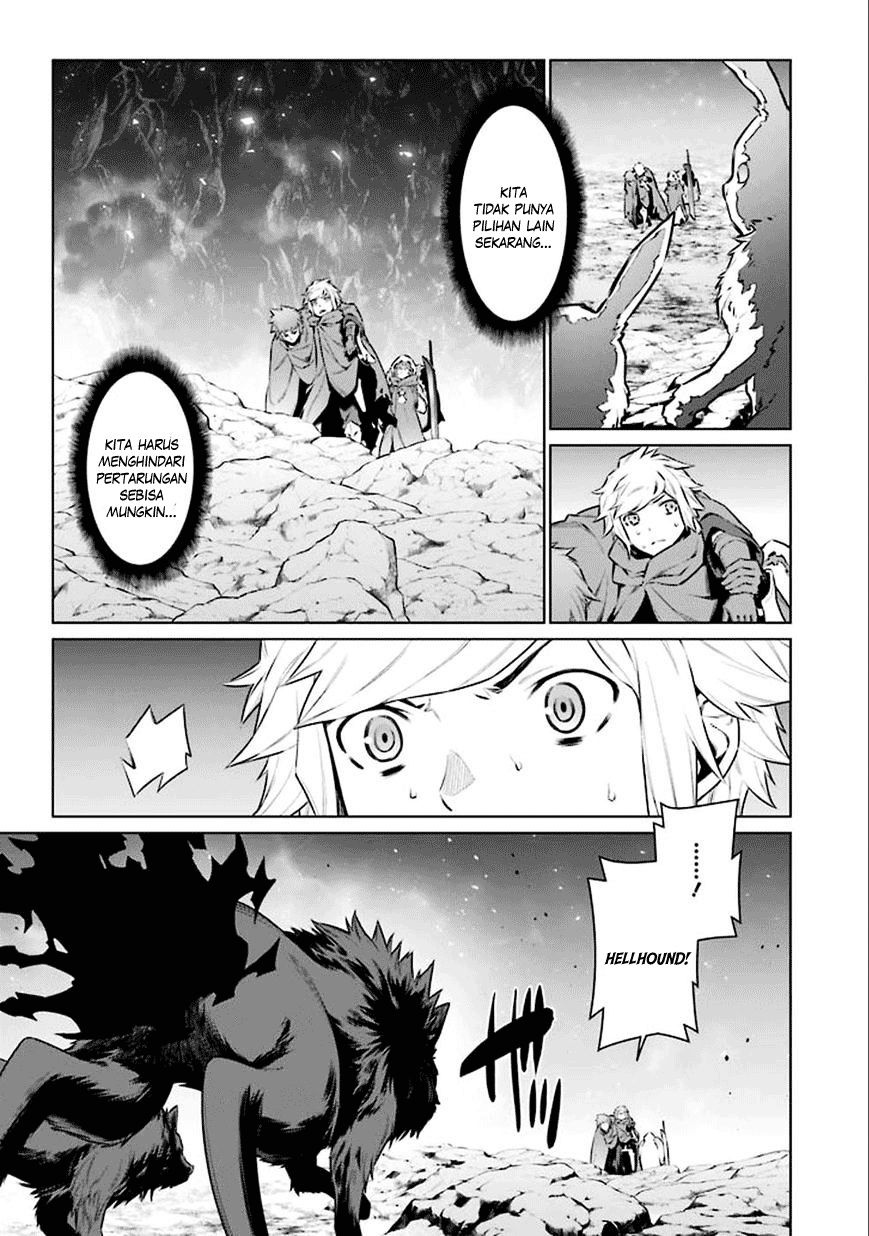 KITA
TIDAK PUNYA
PILIHAN LAIN
SEKARANG...
KITA HARUS
MENGHINDARI
PERTARUNGAN
SEBISA
MUNGKIN...
......!
HELLHOUND!